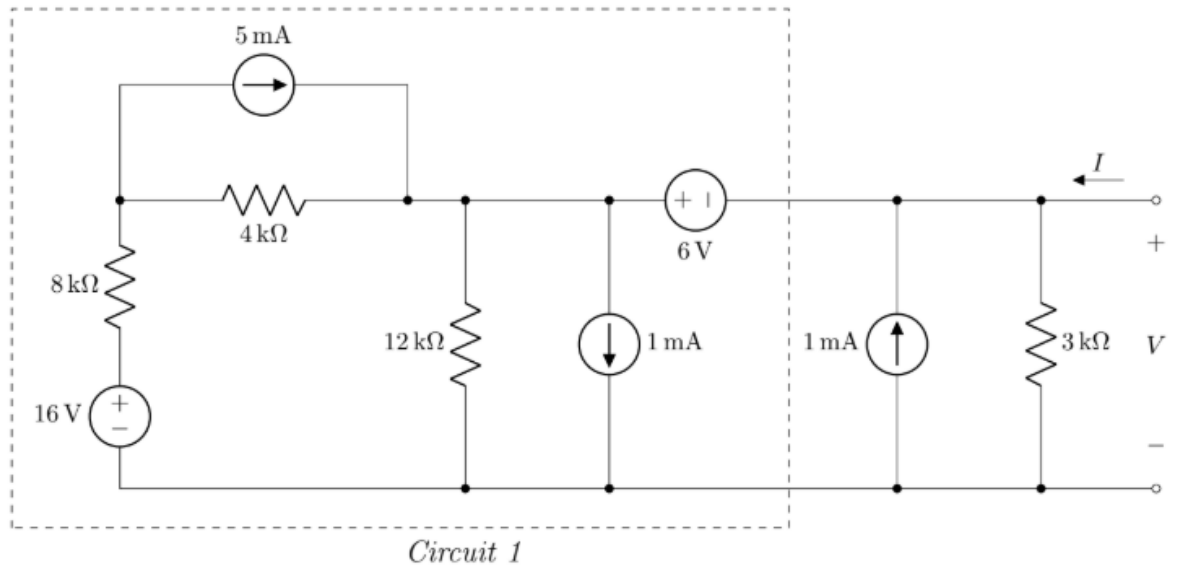 5 mA
4 kΩ
8 kΩ
16 V
+
−
12 kΩ
1 mA
+ −
6 V
1 mA
3 kΩ
I
+
V
−
Circuit 1